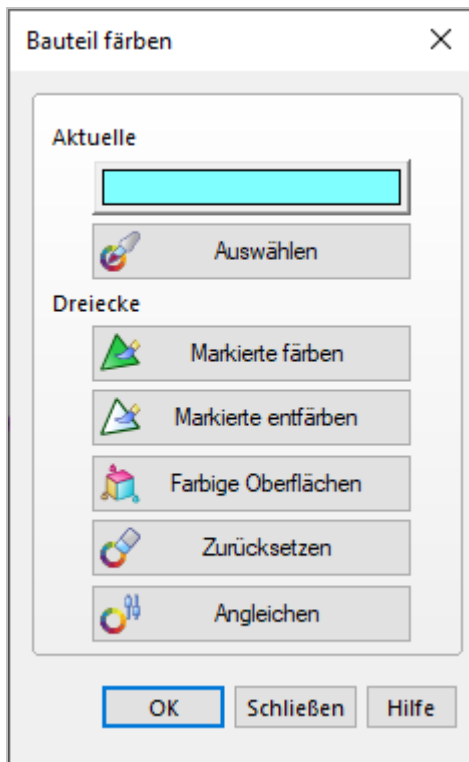 Bauteil färben
Aktuelle
Auswählen
Dreiecke
Markierte färben
Markierte entfärben
Farbige Oberflächen
Zurücksetzen
Angleichen
OK Schließen Hilfe